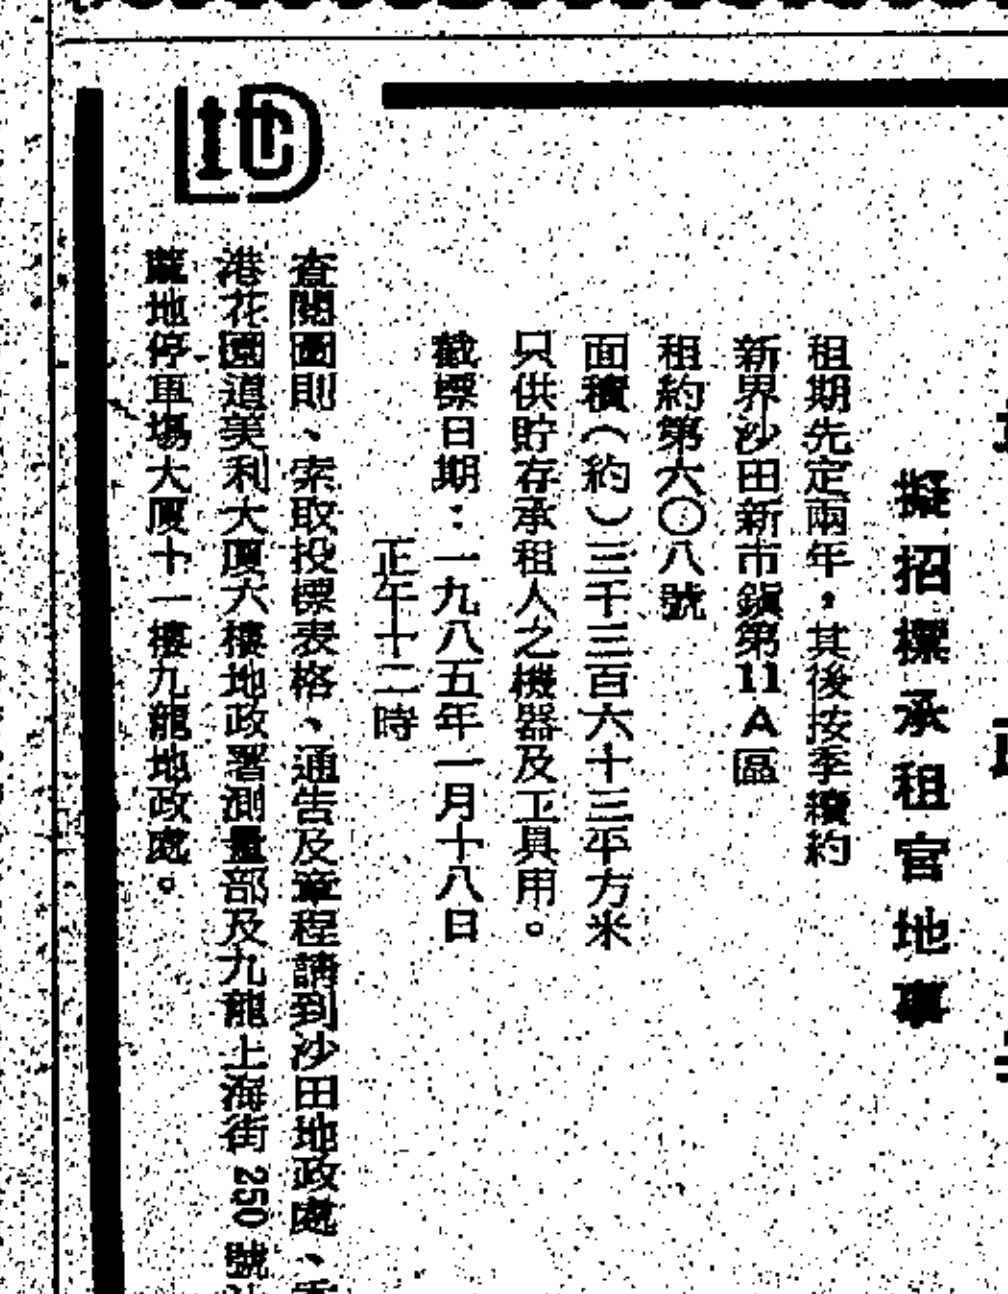 擬招標承租官地事
租期先定兩年，其後按季續約
新界沙田新市鎮第11A區
租約第六〇八號
面積（約）三千三百六十三平方米
只供貯存承租人之機器及工具用。
截標日期：一九八五年一月十八日
正午十二時
查閱圖則、索取投標表格、通告及章程請到沙田地政處、
港花園道美利大厦六樓地政署測量部及九龍上海街250號
蔴地停車塲大厦十一樓九龍地政處。